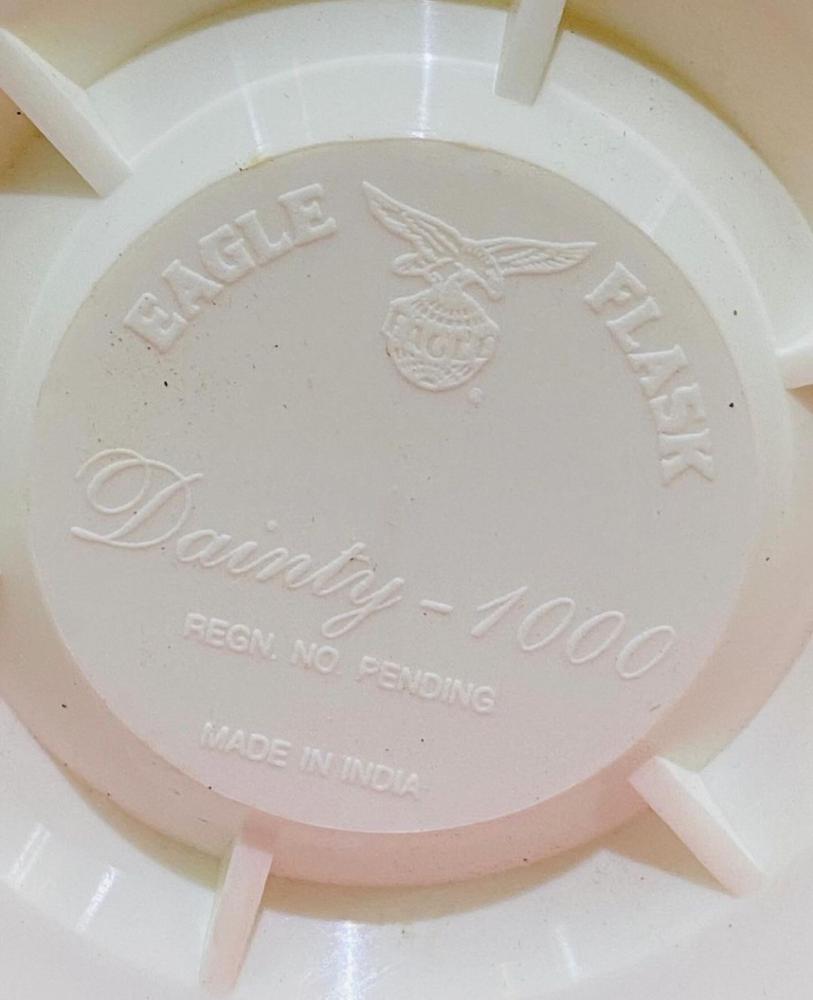 EAGLE FLASK
EAGLE
Dainty - 1000
REGN. NO. PENDING
MADE IN INDIA